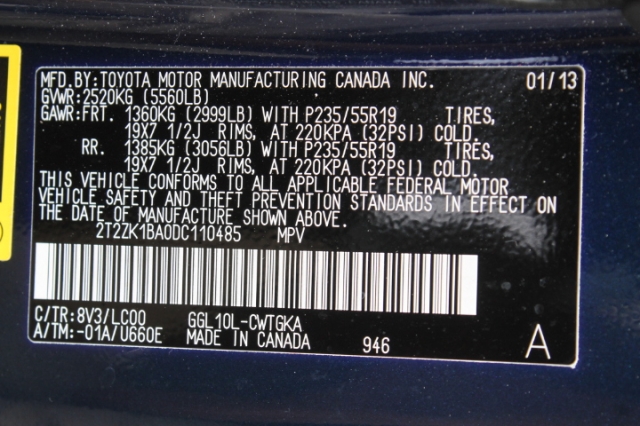 MFD.BY:TOYOTA MOTOR MANUFACTURING CANADA INC. 01/13
GVWR:2520KG (5560LB)
GAWR:FRT. 1360KG (2999LB) WITH P235/55R19 TIRES,
19X7 1/2J RIMS, AT 220KPA (32PSI) COLD.
RR. 1385KG (3056LB) WITH P235/55R19 TIRES,
19X7 1/2J RIMS, AT 220KPA (32PSI) COLD.
THIS VEHICLE CONFORMS TO ALL APPLICABLE FEDERAL MOTOR
VEHICLE SAFETY AND THEFT PREVENTION STANDARDS IN EFFECT ON
THE DATE OF MANUFACTURE SHOWN ABOVE.
2T2ZK1BA0DC110485 MPV
C/TR:8V3/LC00 GGL10L-CWTGKA
A/TM:-01A/U660E MADE IN CANADA 946 A